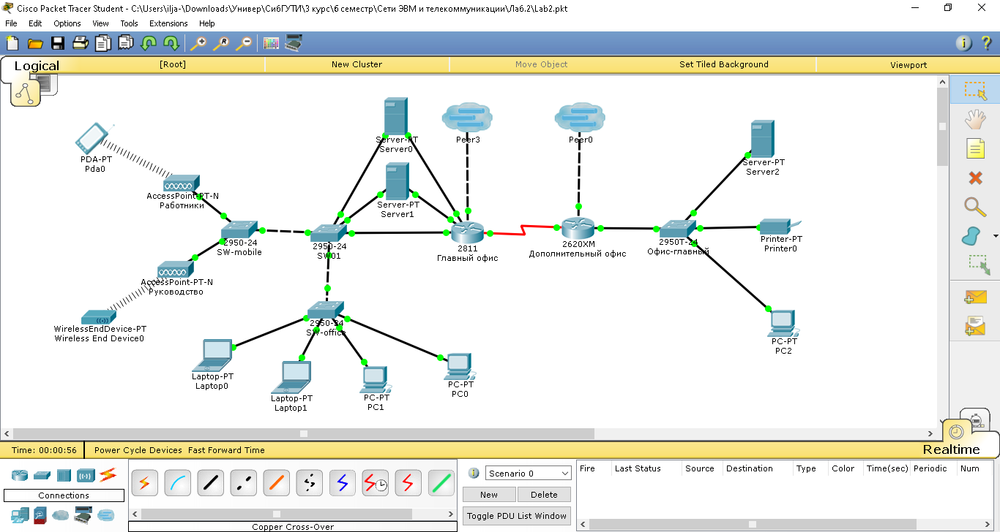 Cisco Packet Tracer Student - C:\Users\ilja-\Downloads\Универ\СибГУТИ\3 курс\6 семестр\Сети ЭВМ и телекоммуникации\Лаб.2\Lab2.pkt
File Edit Options View Tools Extensions Help
Logical [Root] New Cluster Move Object Set Tiled Background Viewport
PDA-PT
Pda0
AccessPoint-PT-N
Работники
2950-24
SW-mobile
AccessPoint-PT-N
Руководство
WirelessEndDevice-PT
Wireless End Device0
Server-PT
Server0
Server-PT
Server1
2950-24
SW01
2950-24
SW-office
Laptop-PT
Laptop0
Laptop-PT
Laptop1
PC-PT
PC1
PC-PT
PC0
Peer3
2811
Главный офис
Peer0
2620XM
Дополнительный офис
Server-PT
Server2
2950T-24
Офис-главный
Printer-PT
Printer0
PC-PT
PC2
Time: 00:00:56 Power Cycle Devices Fast Forward Time Realtime
Connections
Copper Cross-Over
Scenario 0
New Delete
Toggle PDU List Window
Fire Last Status Source Destination Type Color Time(sec) Periodic Num